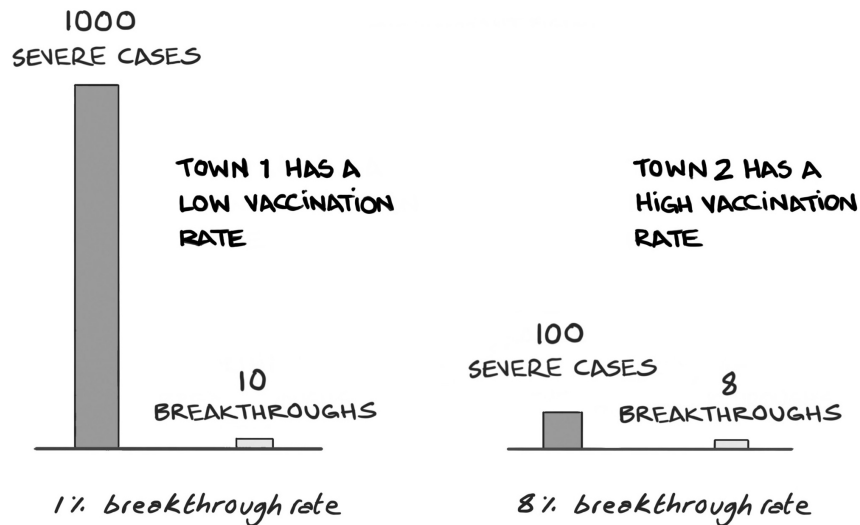 1000
SEVERE CASES
TOWN 1 HAS A
LOW VACCINATION
RATE
10
BREAKTHROUGHS
1% breakthrough rate
TOWN 2 HAS A
HIGH VACCINATION
RATE
100
SEVERE CASES
8
BREAKTHROUGHS
8% breakthrough rate